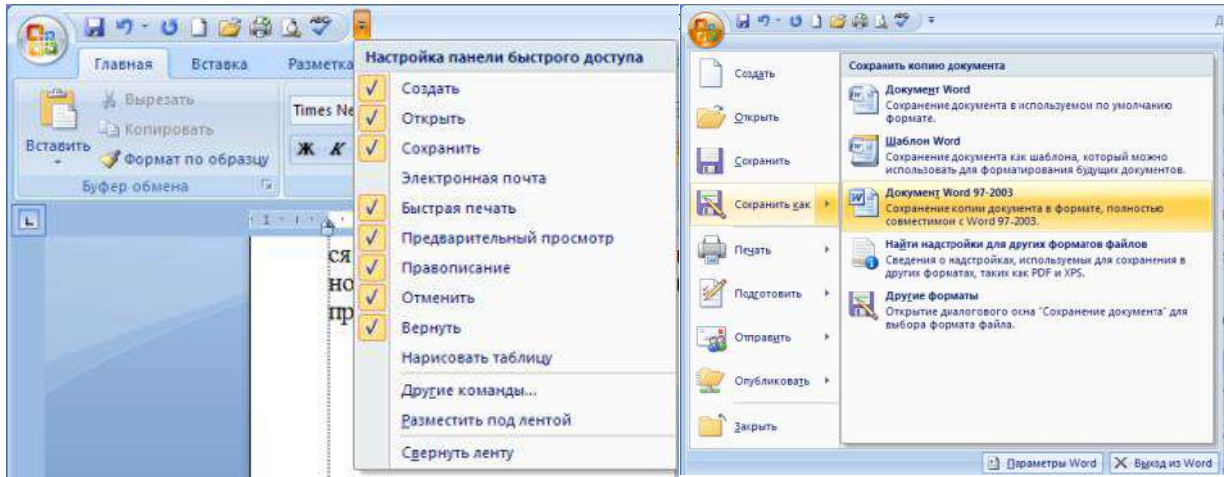 Главная Вставка Разметка
Вставить
Вырезать
Копировать
Формат по образцу
Буфер обмена
Times Ne
Ж К
1
ся
но
пр
Настройка панели быстрого доступа
Создать
Открыть
Сохранить
Электронная почта
Быстрая печать
Предварительный просмотр
Правописание
Отменить
Вернуть
Нарисовать таблицу
Другие команды...
Разместить под лентой
Свернуть ленту
Создать
Открыть
Сохранить
Сохранить как
Печать
Подготовить
Отправить
Опубликовать
Закрыть
Сохранить копию документа
Документ Word
Сохранение документа в используемом по умолчанию
формате.
Шаблон Word
Сохранение документа как шаблона, который можно
использовать для форматирования будущих документов.
Документ Word 97-2003
Сохранение копии документа в формате, полностью
совместимом с Word 97-2003.
Найти надстройки для других форматов файлов
Сведения о надстройках, используемых для сохранения в
других форматах, таких как PDF и XPS.
Другие форматы
Открытие диалогового окна "Сохранение документа" для
выбора формата файла.
Параметры Word
Выход из Word